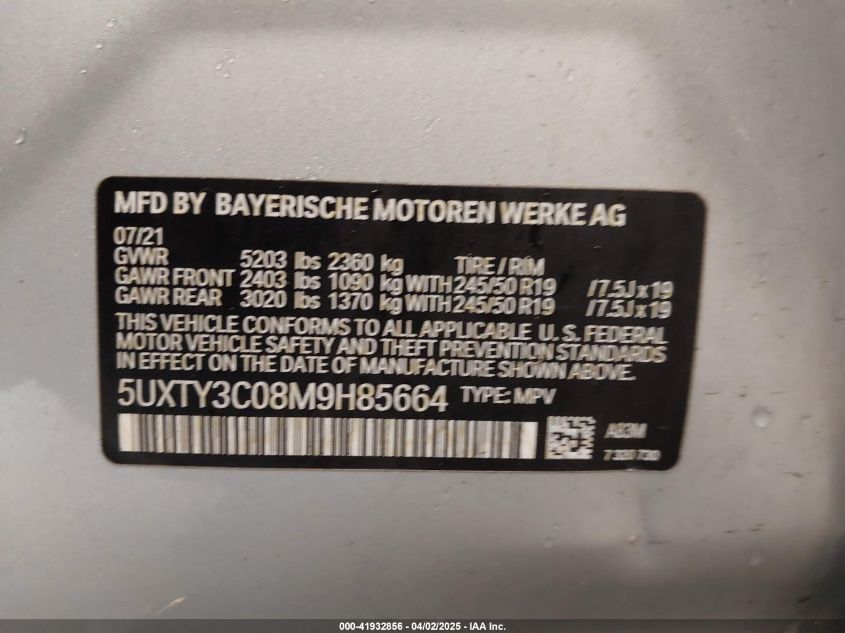 MFD BY BAYERISCHE MOTOREN WERKE AG
07/21
GVWR 5203 lbs 2360 kg TIRE / RIM
GAWR FRONT 2403 lbs 1090 kg WITH 245/50 R19 /7.5J x 19
GAWR REAR 3020 lbs 1370 kg WITH 245/50 R19 /7.5J x 19
THIS VEHICLE CONFORMS TO ALL APPLICABLE U. S. FEDERAL
MOTOR VEHICLE SAFETY AND THEFT PREVENTION STANDARDS
IN EFFECT ON THE DATE OF MANUFACTURE SHOWN ABOVE.
5UXTY3C08M9H85664 TYPE: MPV
A83M
000-41932856 - 04/02/2025 - IAA Inc.